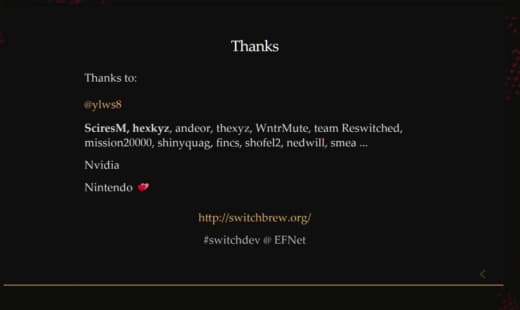 Thanks
Thanks to:
@ylws8
SciresM, hexkyz, andeor, thexyz, WntrMute, team Reswitched,
mission20000, shinyquag, fincs, shofel2, nedwill, smea ...
Nvidia
Nintendo 💕
http://switchbrew.org/
#switchdev @ EFNet